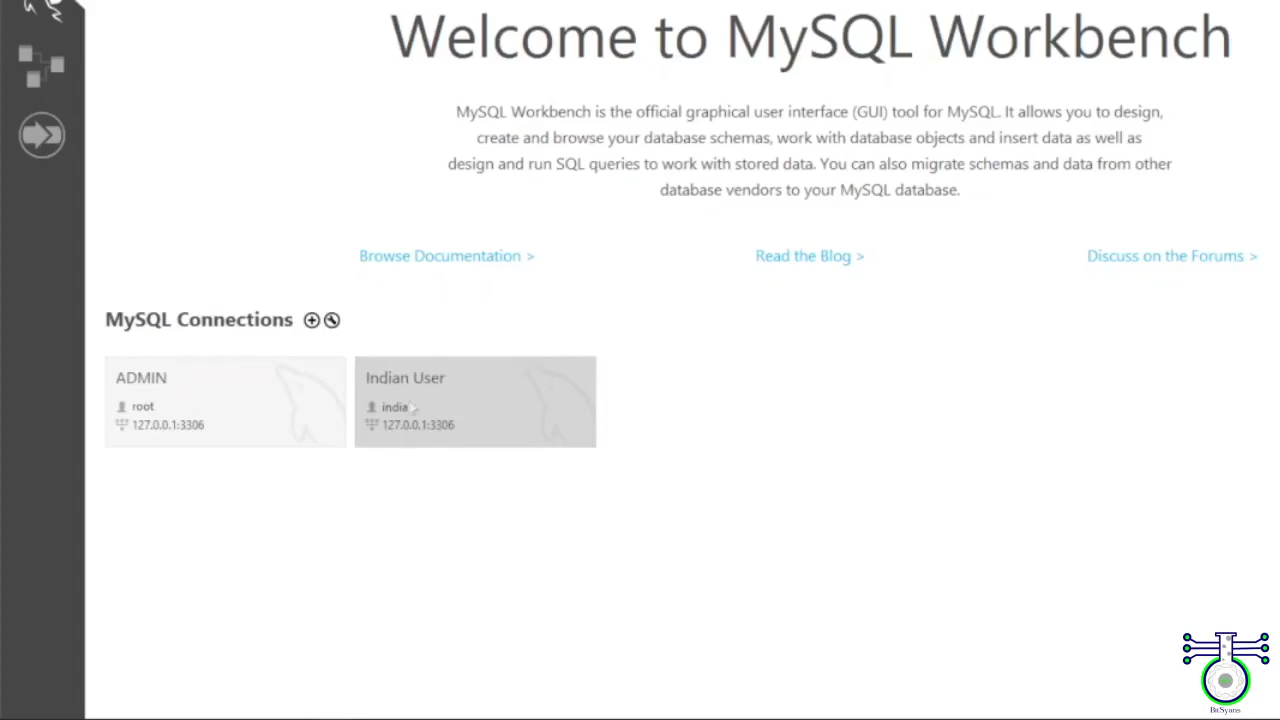 Welcome to MySQL Workbench
MySQL Workbench is the official graphical user interface (GUI) tool for MySQL. It allows you to design,
create and browse your database schemas, work with database objects and insert data as well as
design and run SQL queries to work with stored data. You can also migrate schemas and data from other
database vendors to your MySQL database.
Browse Documentation >
Read the Blog >
Discuss on the Forums >
MySQL Connections
ADMIN
root
127.0.0.1:3306
Indian User
india
127.0.0.1:3306
BitSyans